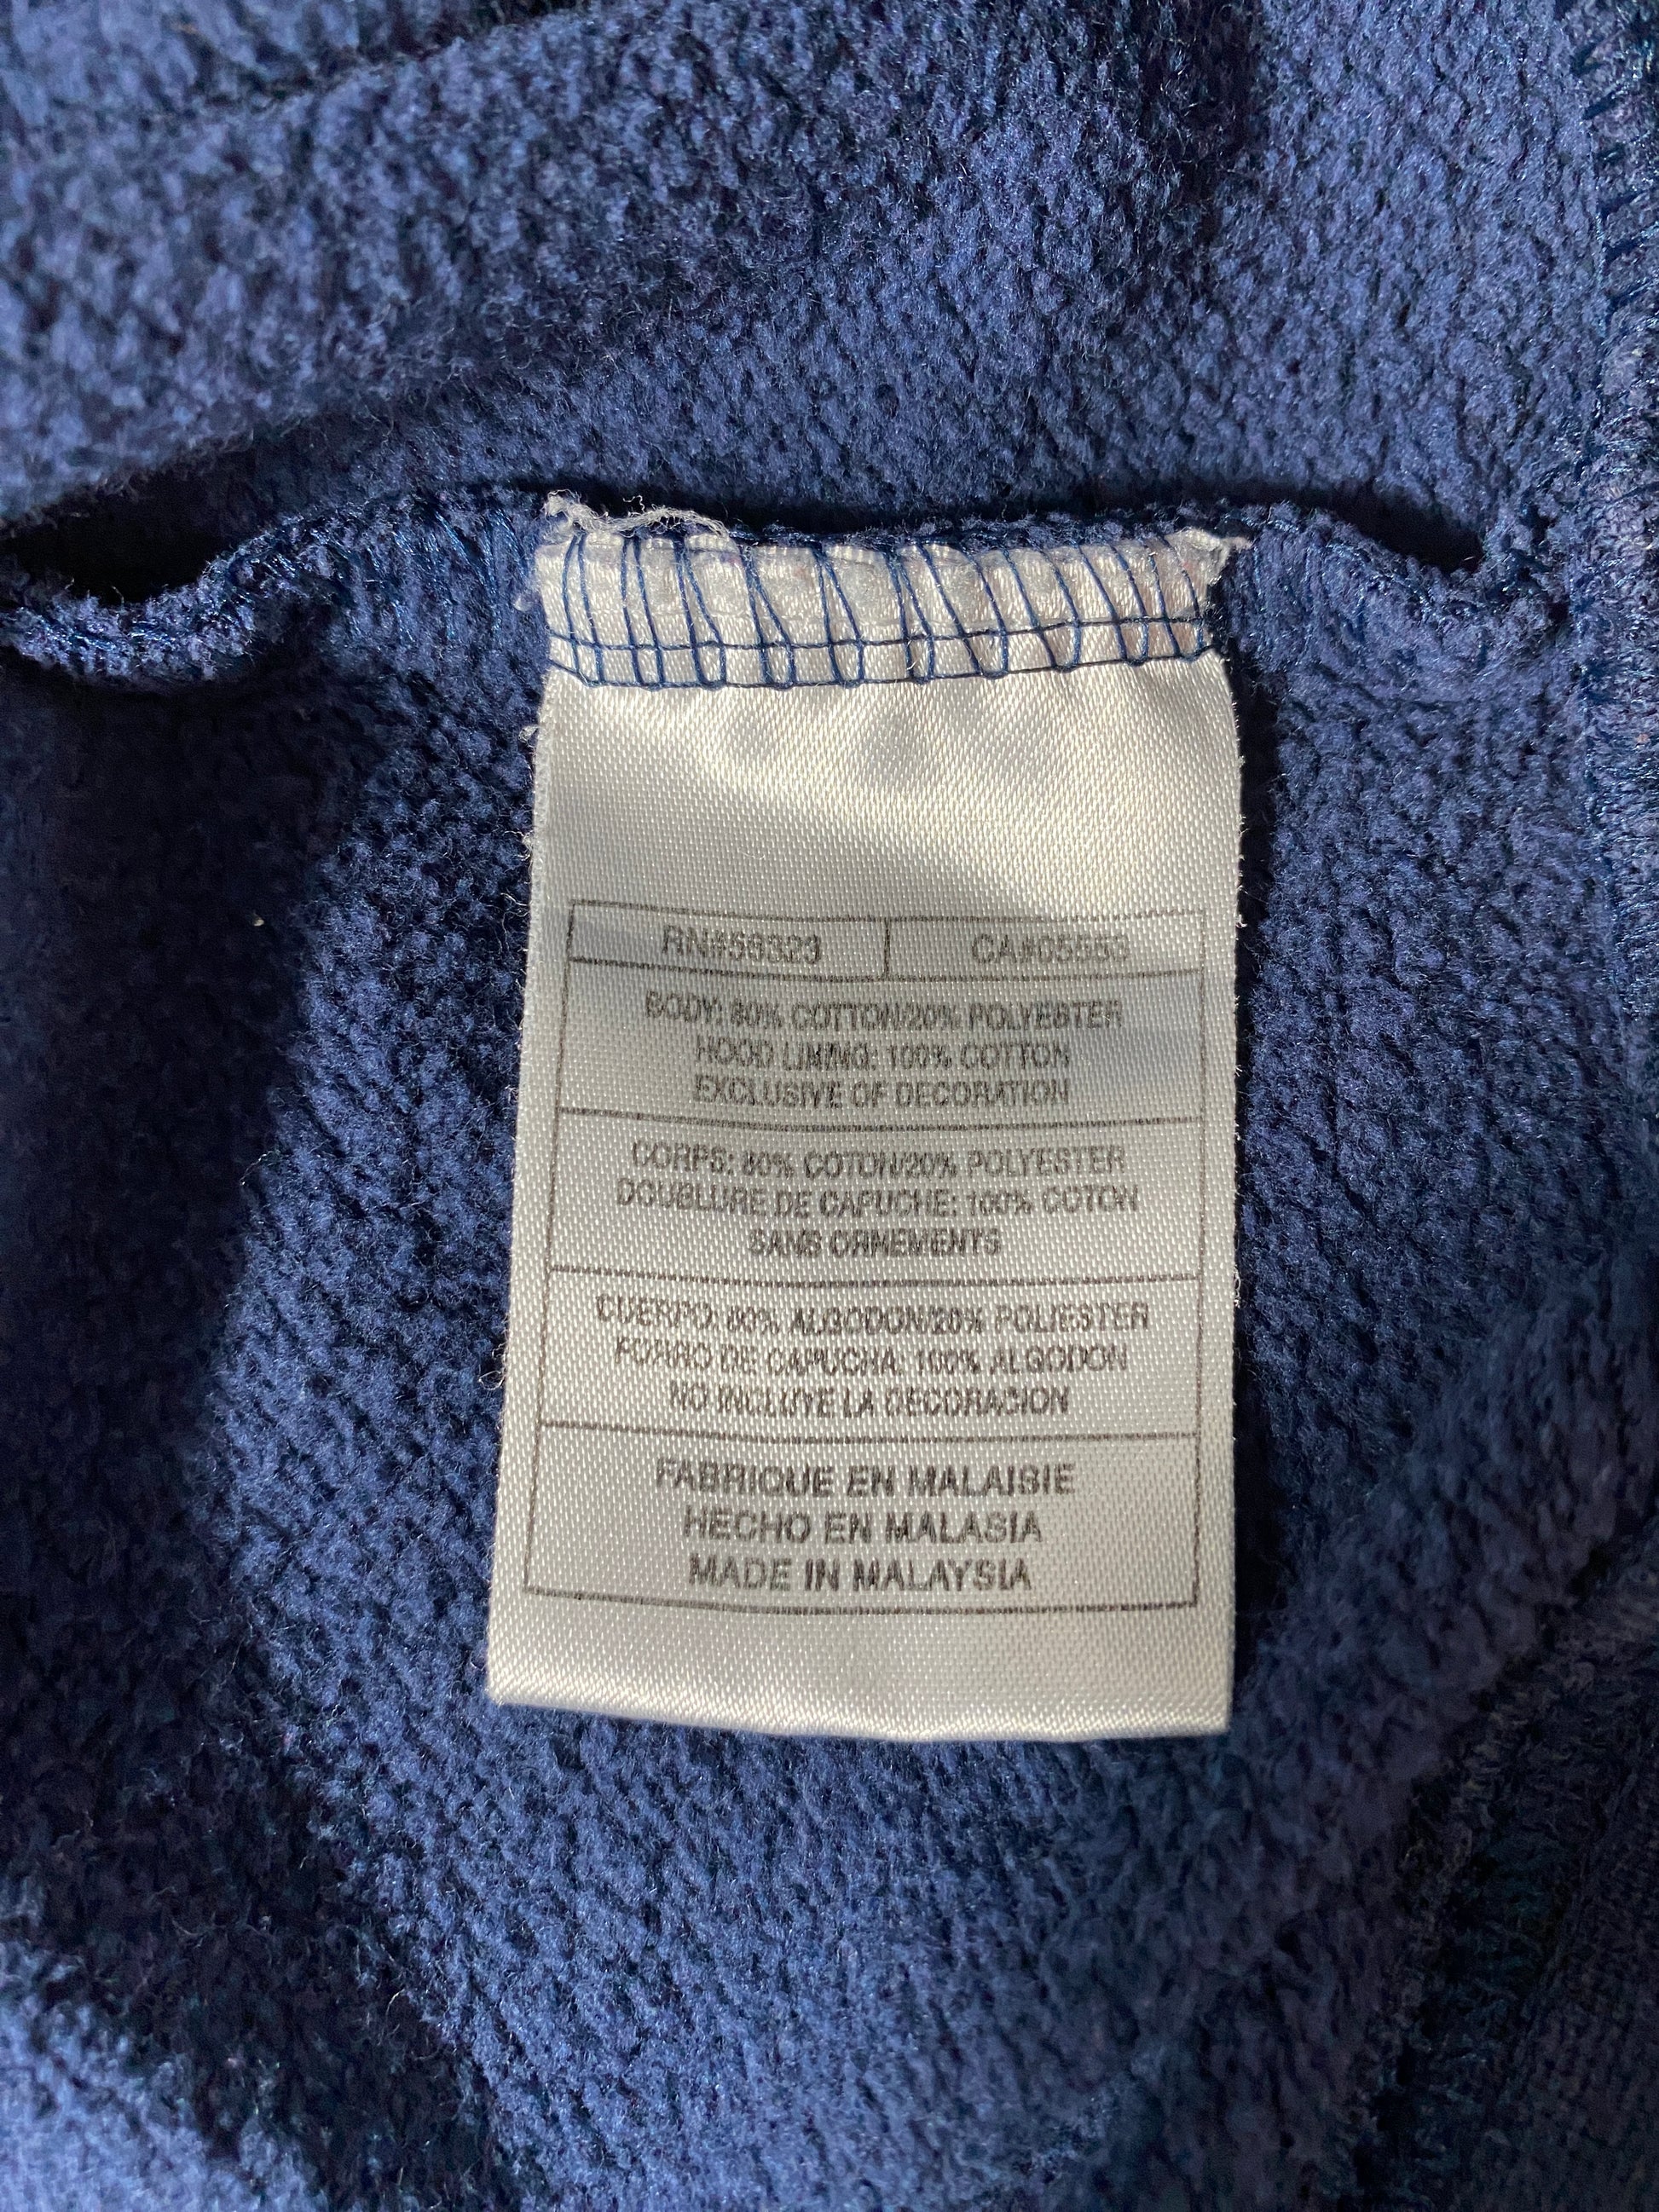 RN#56323 CA#05553
BODY: 80% COTTON/20% POLYESTER
HOOD LINING: 100% COTTON
EXCLUSIVE OF DECORATION
CORPS: 80% COTON/20% POLYESTER
DOUBLURE DE CAPUCHE: 100% COTON
SANS ORNEMENTS
CUERPO: 80% ALGODON/20% POLIESTER
FORRO DE CAPUCHA: 100% ALGODON
NO INCLUYE LA DECORACION
FABRIQUE EN MALAISIE
HECHO EN MALASIA
MADE IN MALAYSIA